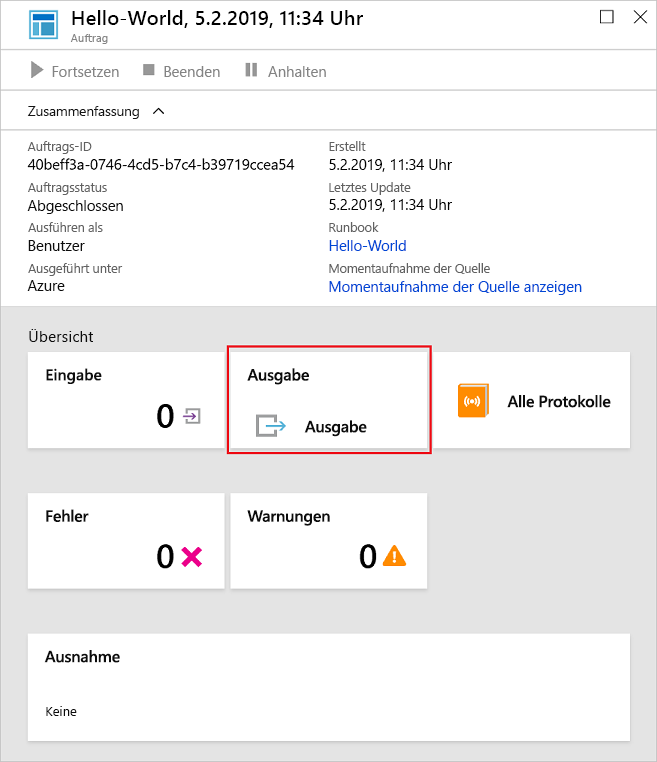 Hello-World, 5.2.2019, 11:34 Uhr
Auftrag
Fortsetzen Beenden Anhalten
Zusammenfassung
Auftrags-ID
40beff3a-0746-4cd5-b7c4-b39719ccea54
Auftragsstatus
Abgeschlossen
Ausführen als
Benutzer
Ausgeführt unter
Azure
Erstellt
5.2.2019, 11:34 Uhr
Letztes Update
5.2.2019, 11:34 Uhr
Runbook
Hello-World
Momentaufnahme der Quelle
Momentaufnahme der Quelle anzeigen
Übersicht
Eingabe
0
Ausgabe
Ausgabe
Alle Protokolle
Fehler
0
Warnungen
0
Ausnahme
Keine